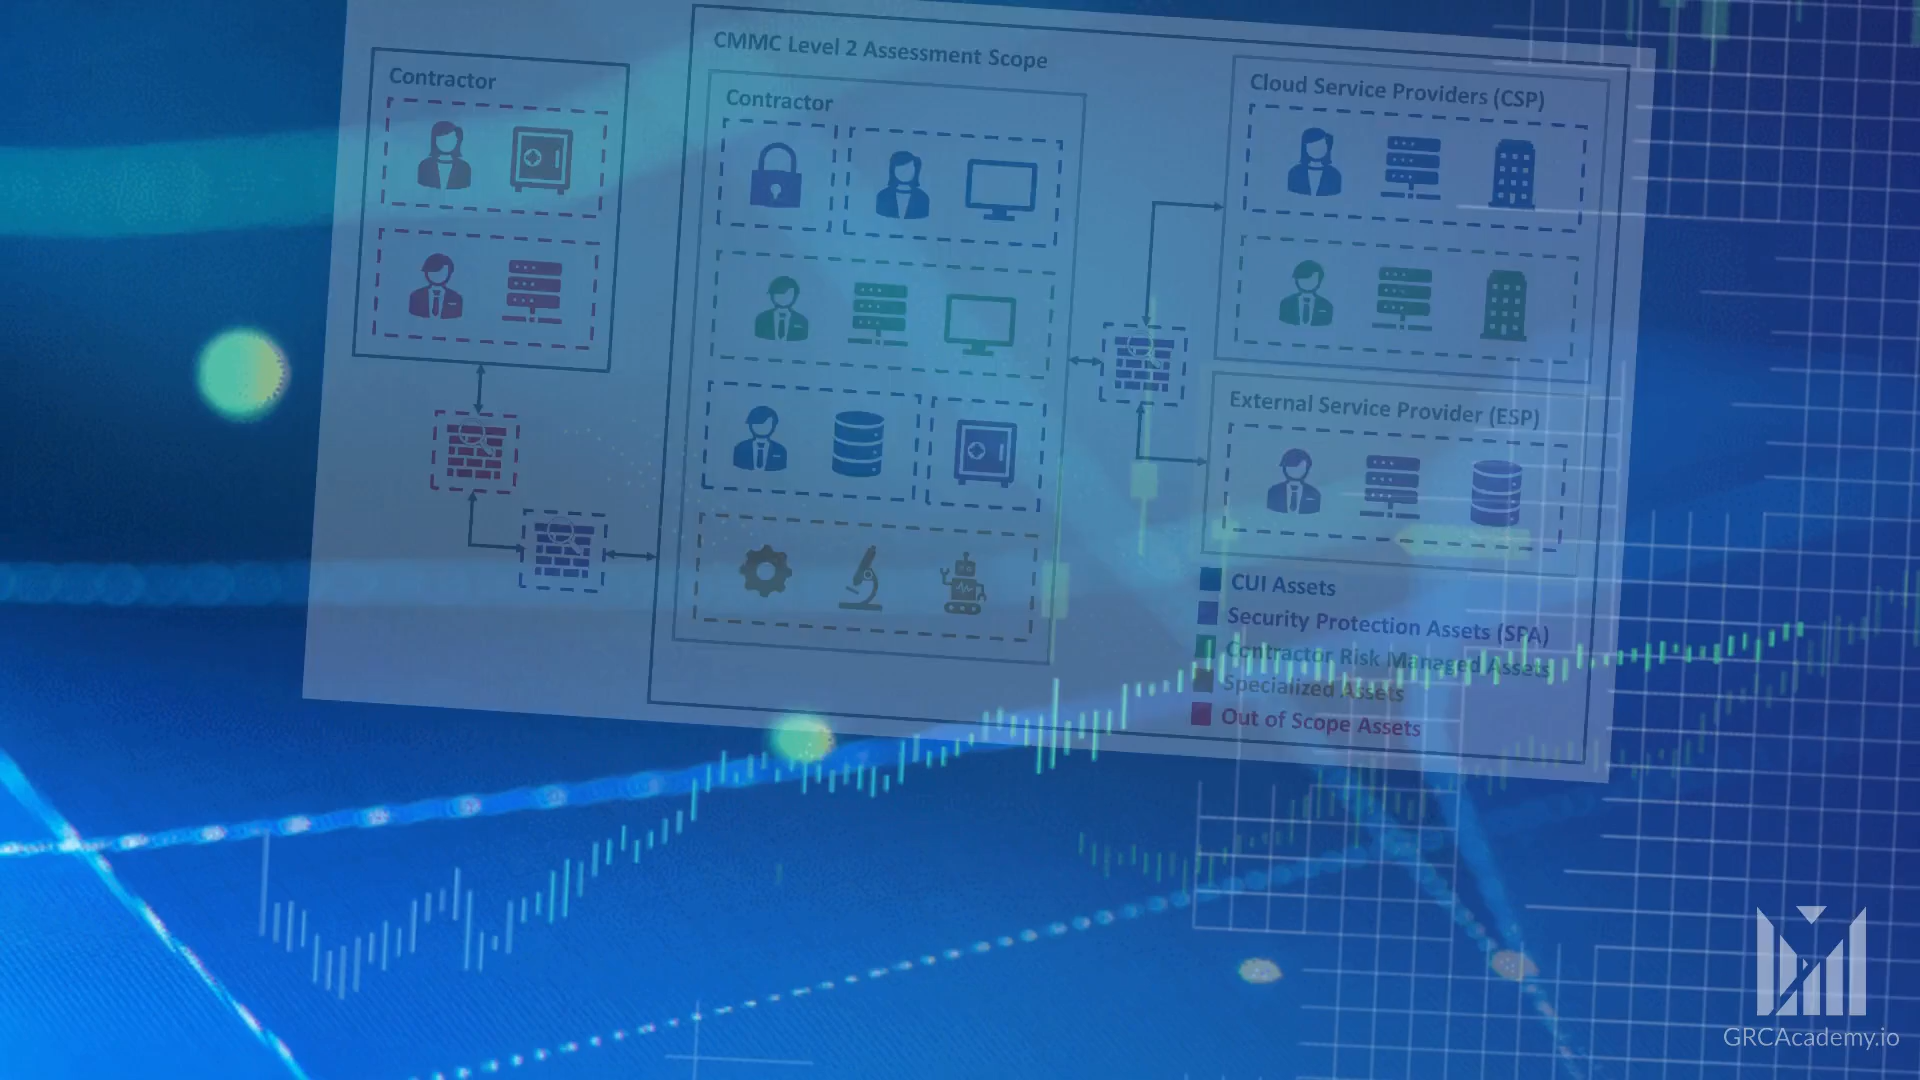 CMMC Level 2 Assessment Scope
Contractor
Contractor
Cloud Service Providers (CSP)
External Service Provider (ESP)
CUI Assets
Security Protection Assets (SPA)
Contractor Risk Managed Assets
Specialized Assets
Out of Scope Assets
GRCAcademy.io